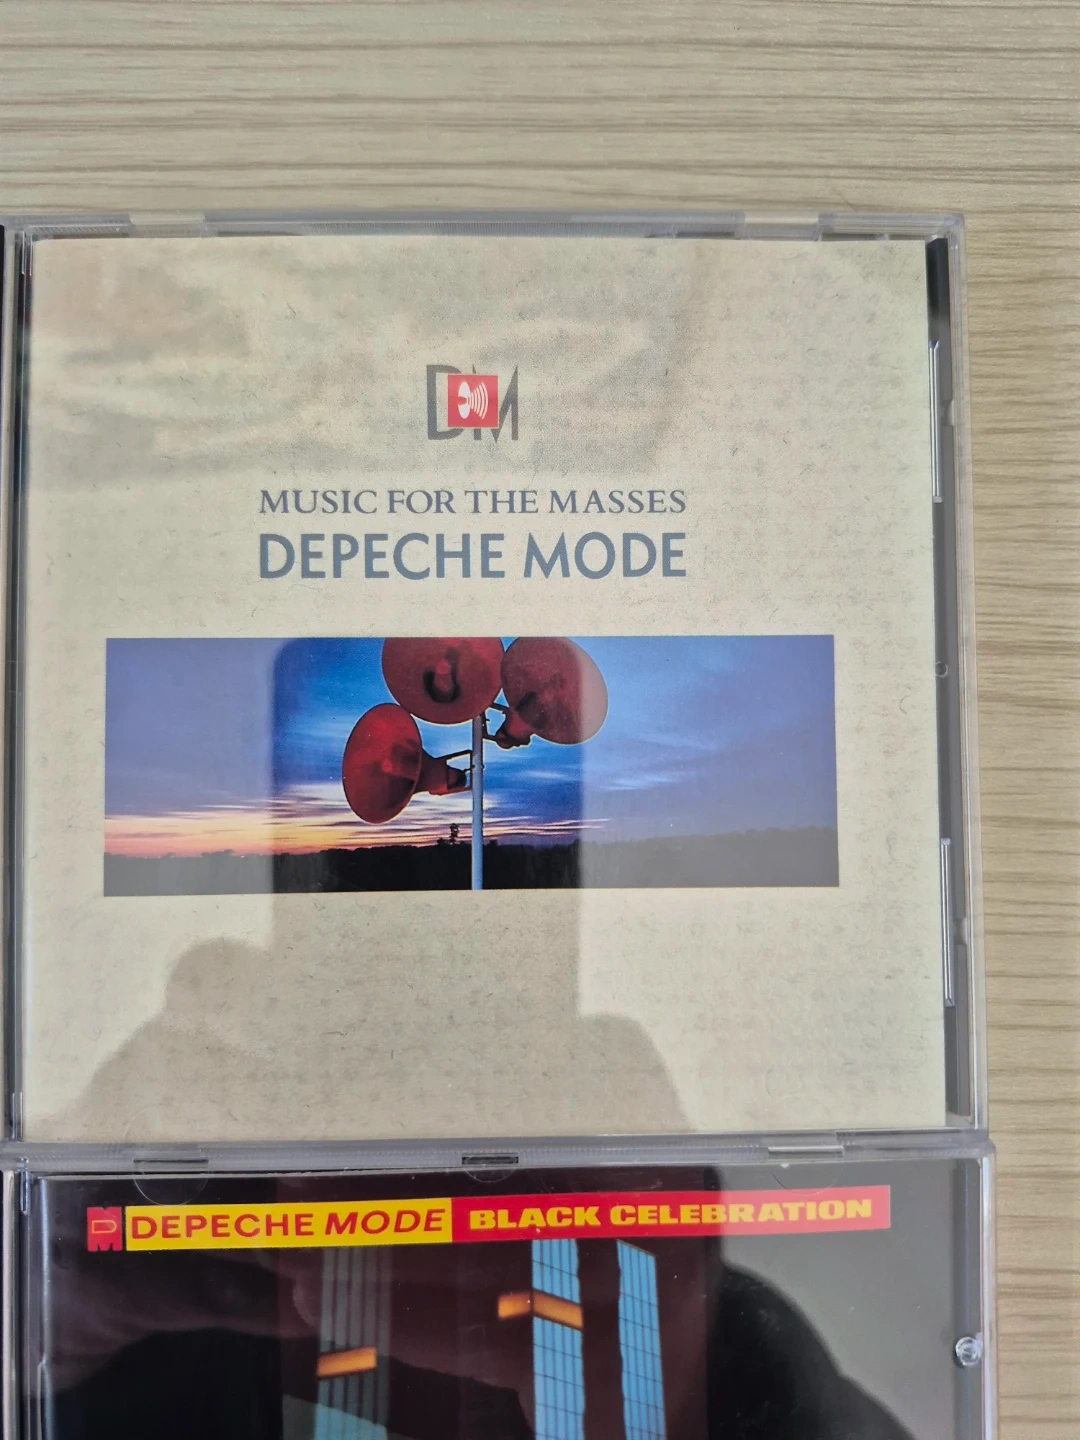 DM
MUSIC FOR THE MASSES
DEPECHE MODE
DM DEPECHE MODE BLACK CELEBRATION